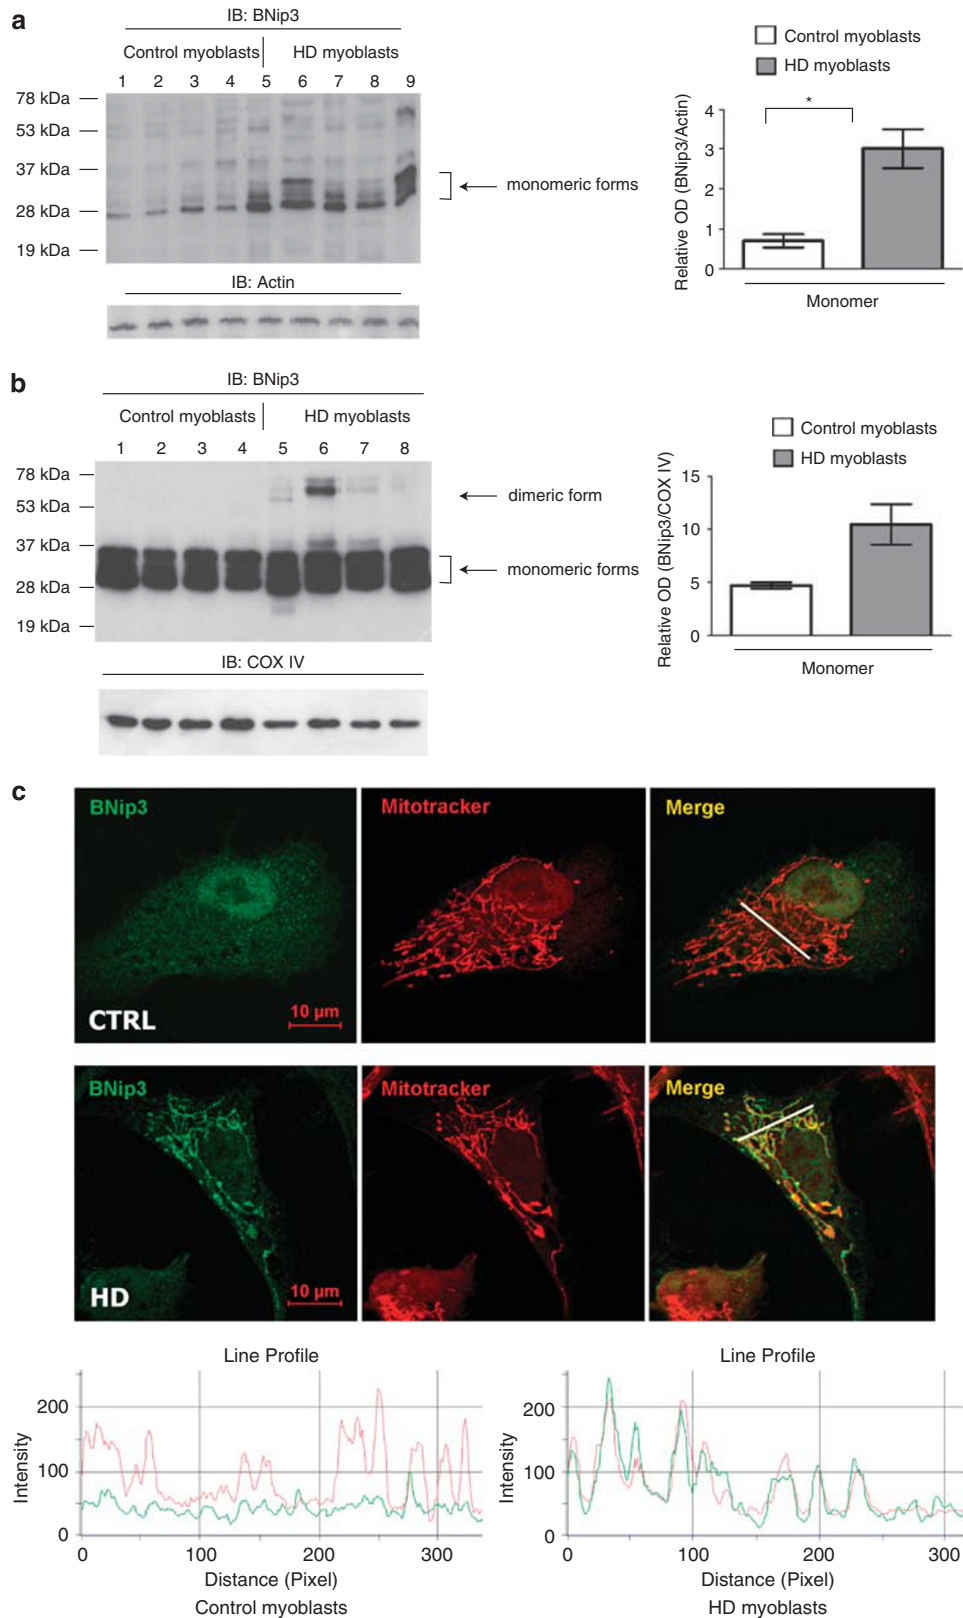 a
IB: BNip3
Control myoblasts HD myoblasts
1 2 3 4 5 6 7 8 9
78 kDa
53 kDa
37 kDa
28 kDa
19 kDa
monomeric forms
IB: Actin
Control myoblasts
HD myoblasts
*
4
3
2
1
0
Relative OD (BNip3/Actin)
Monomer
b
IB: BNip3
Control myoblasts HD myoblasts
1 2 3 4 5 6 7 8
78 kDa
53 kDa
37 kDa
28 kDa
19 kDa
dimeric form
monomeric forms
IB: COX IV
Control myoblasts
HD myoblasts
15
10
5
0
Relative OD (BNip3/COX IV)
Monomer
c
BNip3 Mitotracker Merge
10 µm
CTRL
BNip3 Mitotracker Merge
10 µm
HD
Line Profile
200
100
0
Intensity
0 100 200 300
Distance (Pixel)
Control myoblasts
Line Profile
200
100
0
Intensity
0 100 200 300
Distance (Pixel)
HD myoblasts